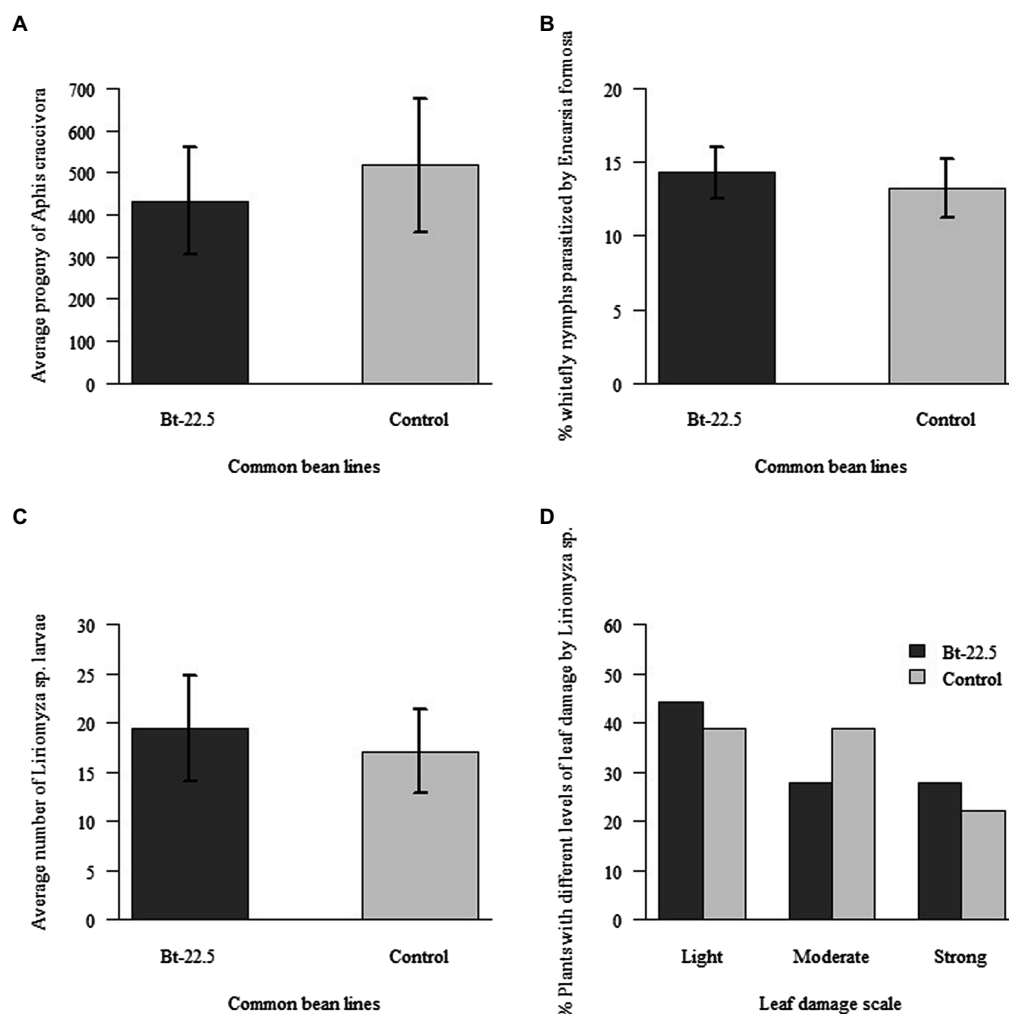 A
Average progeny of Aphis craccivora
700
600
500
400
300
200
100
0
Bt-22.5
Control
Common bean lines
B
% whitefly nymphs parasitized by Encarsia formosa
20
15
10
5
0
Bt-22.5
Control
Common bean lines
C
Average number of Liriomyza sp. larvae
30
25
20
15
10
5
0
Bt-22.5
Control
Common bean lines
D
% Plants with different levels of leaf damage by Liriomyza sp.
60
50
40
30
20
10
0
Bt-22.5
Control
Light
Moderate
Strong
Leaf damage scale